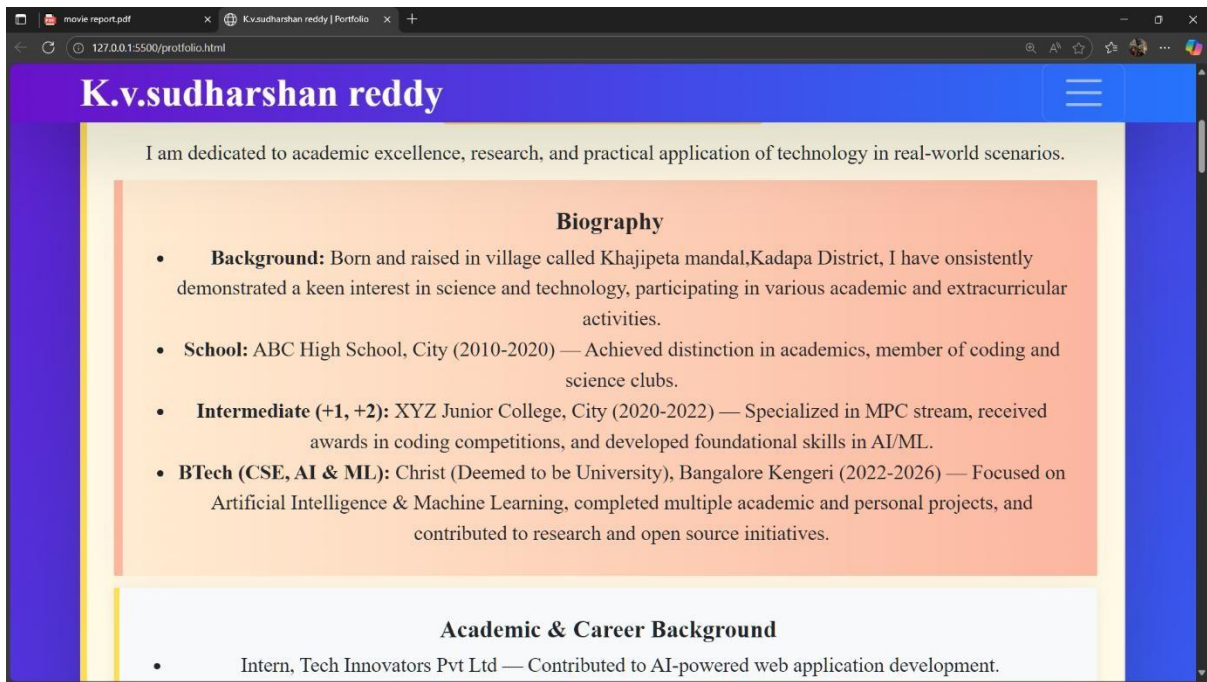 movie report.pdf
K.v.sudharshan reddy | Portfolio
127.0.0.1:5500/protfolio.html
K.v.sudharshan reddy
I am dedicated to academic excellence, research, and practical application of technology in real-world scenarios.
Biography
• Background: Born and raised in village called Khajipeta mandal,Kadapa District, I have onsistently
demonstrated a keen interest in science and technology, participating in various academic and extracurricular
activities.
• School: ABC High School, City (2010-2020) — Achieved distinction in academics, member of coding and
science clubs.
• Intermediate (+1, +2): XYZ Junior College, City (2020-2022) — Specialized in MPC stream, received
awards in coding competitions, and developed foundational skills in AI/ML.
• BTech (CSE, AI & ML): Christ (Deemed to be University), Bangalore Kengeri (2022-2026) — Focused on
Artificial Intelligence & Machine Learning, completed multiple academic and personal projects, and
contributed to research and open source initiatives.
Academic & Career Background
• Intern, Tech Innovators Pvt Ltd — Contributed to AI-powered web application development.